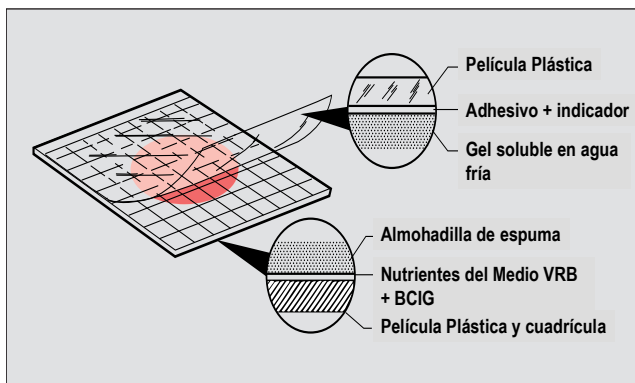 Película Plástica
Adhesivo + indicador
Gel soluble en agua
fría
Almohadilla de espuma
Nutrientes del Medio VRB
+ BCIG
Película Plástica y cuadrícula